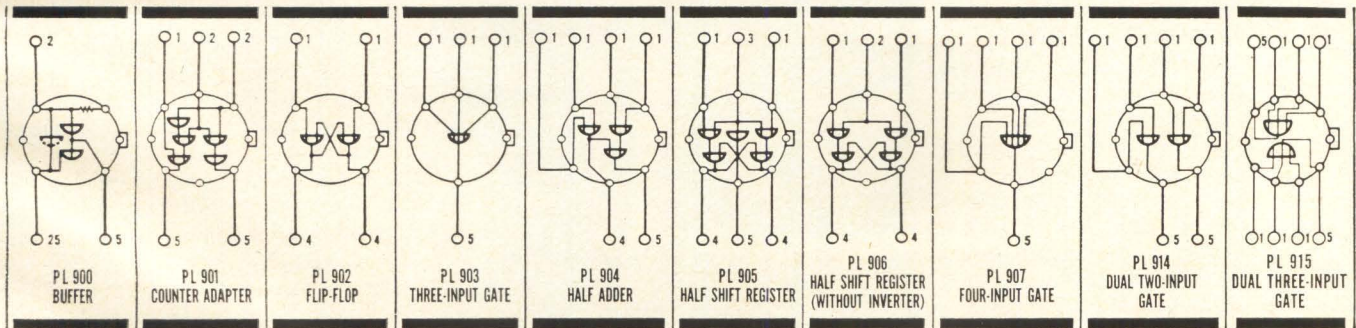 2
25 5
PL 900
BUFFER
1 2 2
5 5
PL 901
COUNTER ADAPTER
1 1
4 4
PL 902
FLIP-FLOP
1 1 1
5
PL 903
THREE-INPUT GATE
1 1 1 1
4 5
PL 904
HALF ADDER
1 3 1
5 5 5
PL 905
HALF SHIFT REGISTER
1 2 1
4 4
PL 906
HALF SHIFT REGISTER
(WITHOUT INVERTER)
1 1 1 1
5
PL 907
FOUR-INPUT GATE
1 1 1 1
5 5
PL 914
DUAL TWO-INPUT
GATE
5 1 1 1
1 1 1 5
PL 915
DUAL THREE-INPUT
GATE